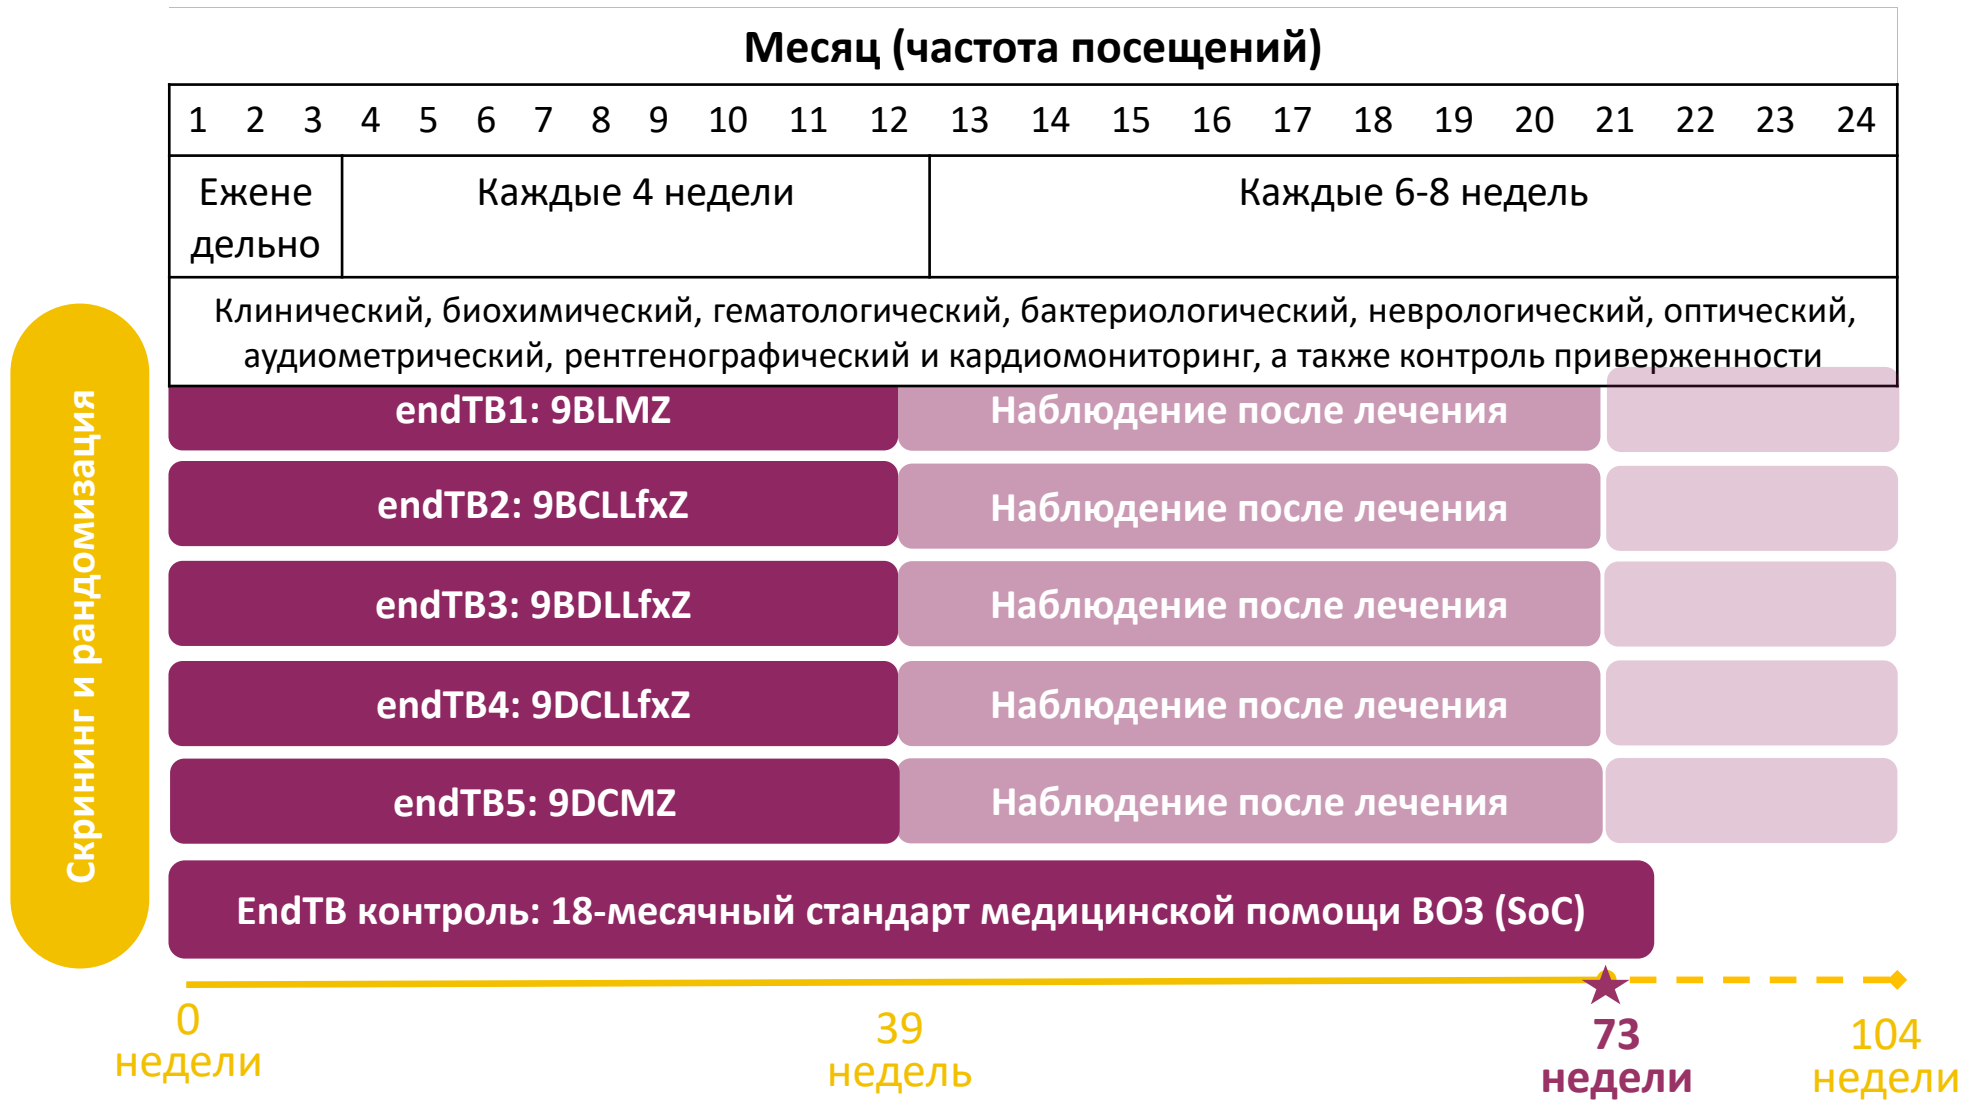 Месяц (частота посещений)
1 2 3 4 5 6 7 8 9 10 11 12 13 14 15 16 17 18 19 20 21 22 23 24
Ежене
дельно
Каждые 4 недели
Каждые 6-8 недель
Клинический, биохимический, гематологический, бактериологический, неврологический, оптический,
аудиометрический, рентгенографический и кардиомониторинг, а также контроль приверженности
Скрининг и рандомизация
endTB1: 9BLMZ
Наблюдение после лечения
endTB2: 9BCLLfxZ
Наблюдение после лечения
endTB3: 9BDLLfxZ
Наблюдение после лечения
endTB4: 9DCLLfxZ
Наблюдение после лечения
endTB5: 9DCMZ
Наблюдение после лечения
EndTB контроль: 18-месячный стандарт медицинской помощи ВОЗ (SoC)
0
недели
39
недель
73
недели
104
недели